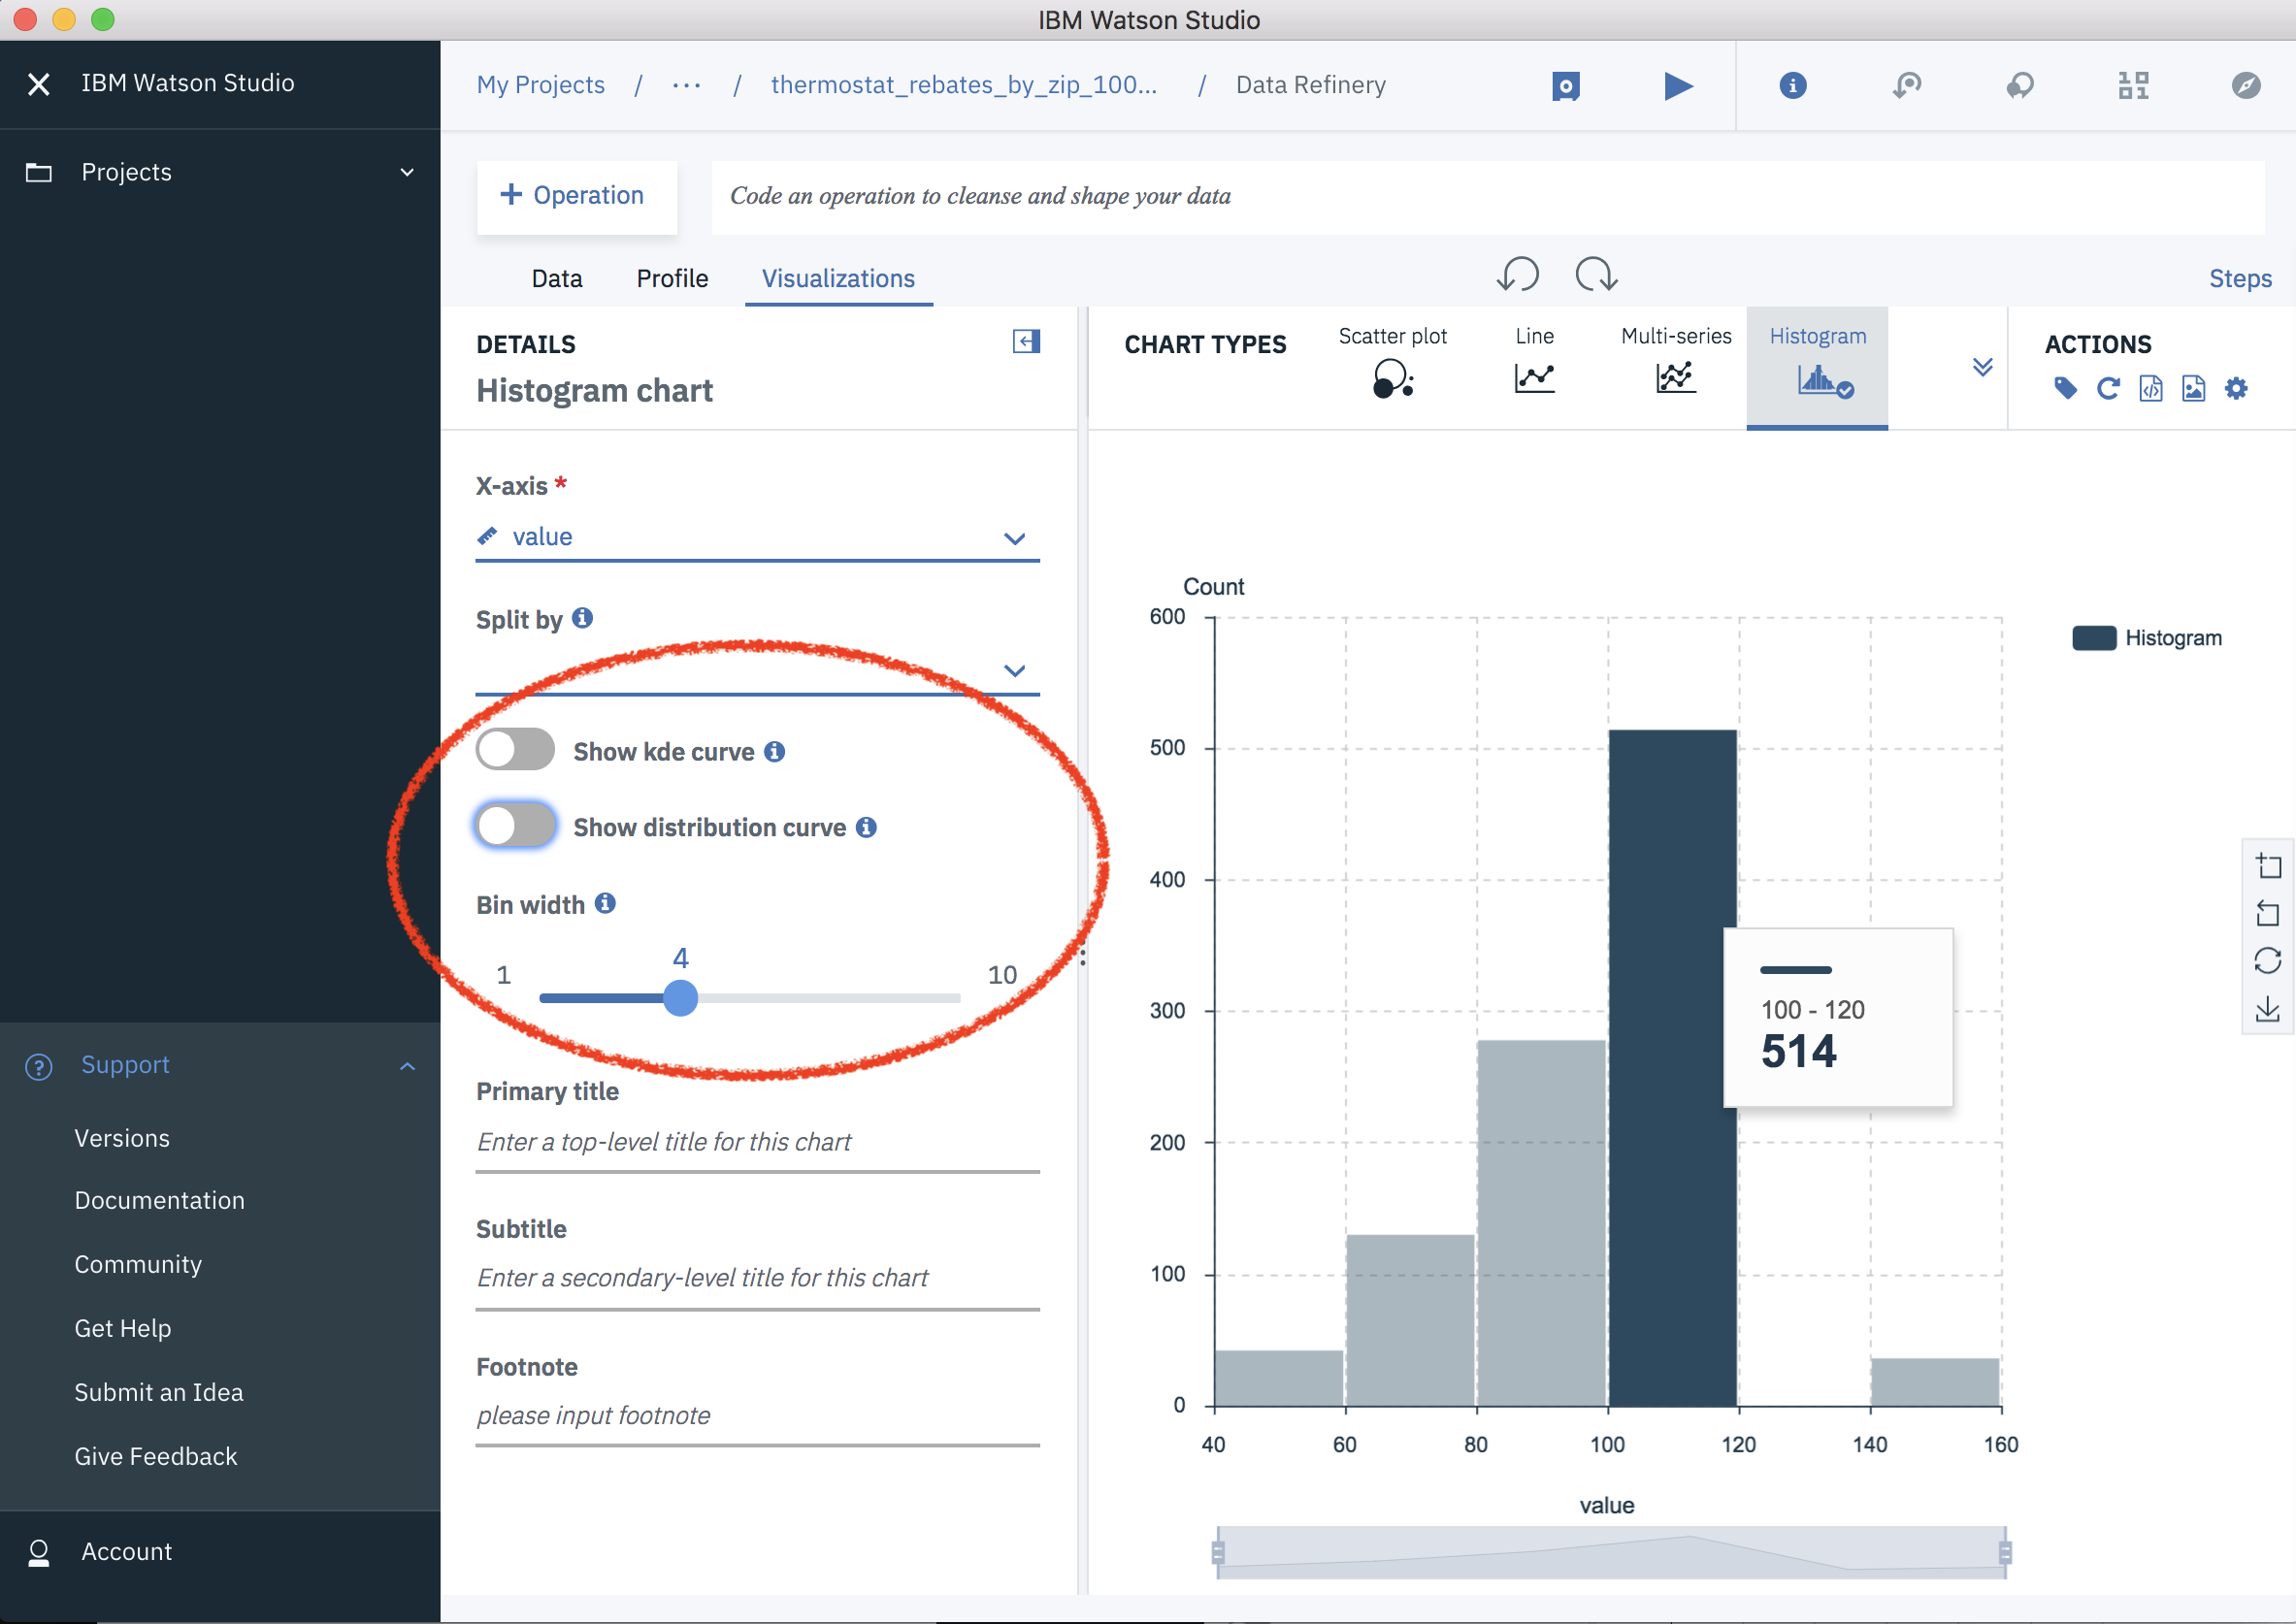 IBM Watson Studio
IBM Watson Studio
My Projects / ... / thermostat_rebates_by_zip_100... / Data Refinery
Projects
+ Operation
Code an operation to cleanse and shape your data
Data Profile Visualizations
Steps
DETAILS
Histogram chart
CHART TYPES
Scatter plot
Line
Multi-series
Histogram
ACTIONS
X-axis *
value
Split by
Show kde curve
Show distribution curve
Bin width
4
1
10
Primary title
Enter a top-level title for this chart
Subtitle
Enter a secondary-level title for this chart
Footnote
please input footnote
Count
600
500
400
300
200
100
0
40 60 80 100 120 140 160
value
Histogram
100 - 120
514
Support
Versions
Documentation
Community
Get Help
Submit an Idea
Give Feedback
Account